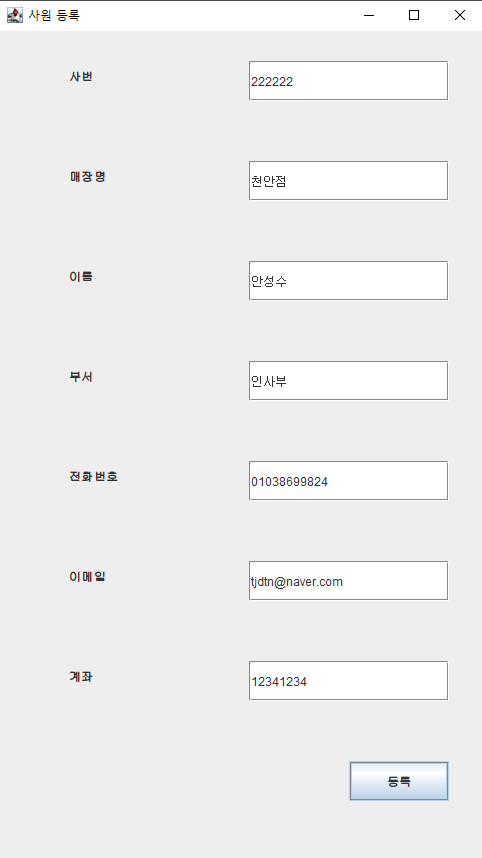 사원 등록
사번 222222
매장명 천안점
이름 안성수
부서 인사부
전화번호 01038699824
이메일 tjdtn@naver.com
계좌 12341234
등록